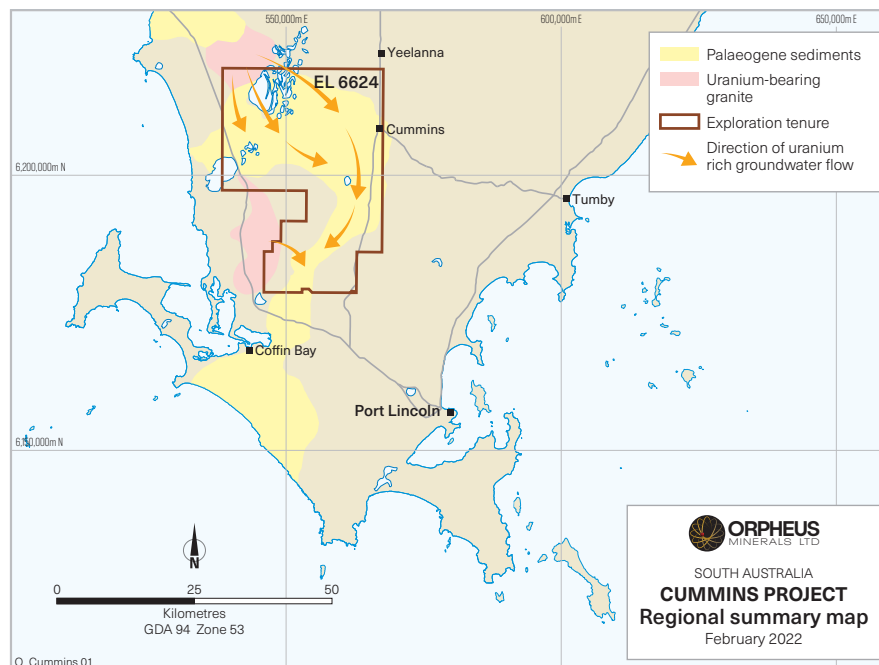 550,000m E
600,000m E
650,000m E
Yeelanna
EL 6624
Cummins
6,200,000m N
Tumby
Palaeogene sediments
Uranium-bearing
granite
Exploration tenure
Direction of uranium
rich groundwater flow
Coffin Bay
Port Lincoln
6,150,000m N
N
0 25 50
Kilometres
GDA 94 Zone 53
ORPHEUS
MINERALS LTD
SOUTH AUSTRALIA
CUMMINS PROJECT
Regional summary map
February 2022
O_Cummins 01